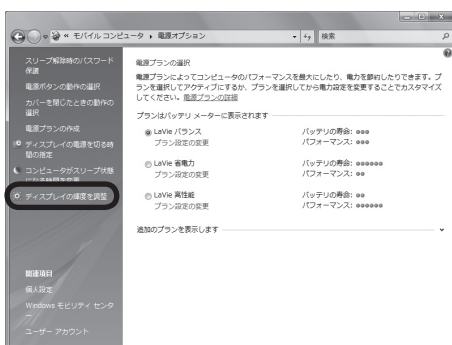 « モバイル コンピュータ ▸ 電源オプション
検索
スリープ解除時のパスワード
保護
電源ボタンの動作の選択
カバーを閉じたときの動作の
選択
電源プランの作成
ディスプレイの電源を切る時
間の指定
コンピュータがスリープ状態
になる時間を変更
ディスプレイの輝度を調整
関連項目
個人設定
Windows モビリティ センタ
ー
ユーザー アカウント
電源プランの選択
電源プランによってコンピュータのパフォーマンスを最大にしたり、電力を節約したりできます。プ
ランを選択してアクティブにするか、プランを選択してから電力設定を変更することでカスタマイズ
してください。電源プランの詳細
プランはバッテリ メーターに表示されます
LaVie バランス バッテリの寿命:
プラン設定の変更 パフォーマンス:
LaVie 省電力 バッテリの寿命:
プラン設定の変更 パフォーマンス:
LaVie 高性能 バッテリの寿命:
プラン設定の変更 パフォーマンス:
追加のプランを表示します